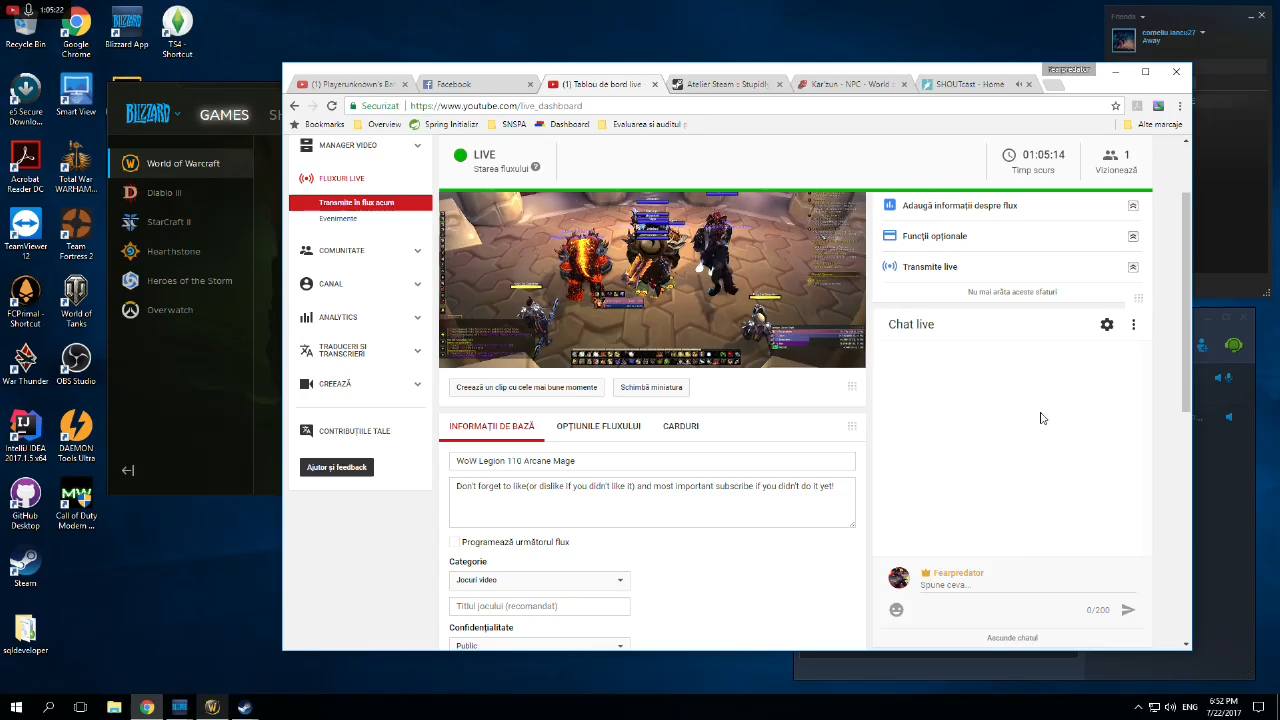 1:05:22
Recycle Bin
Google Chrome
Blizzard App
TS4 - Shortcut
e5 Secure Downlo...
Smart View
Acrobat Reader DC
Total War WARHAM...
TeamViewer 12
Team Fortress 2
FCPrimal - Shortcut
World of Tanks
War Thunder
OBS Studio
IntelliJ IDEA 2017.1.5 x64
DAEMON Tools Ultra
GitHub Desktop
Call of Duty Modern ...
Steam
sqldeveloper
BLIZZARD
GAMES
World of Warcraft
Diablo III
StarCraft II
Hearthstone
Heroes of the Storm
Overwatch
Friends
corneliu.iancu27
Away
Fearpredator
(1) Playerunknown's Ba
Facebook
(1) Tablou de bord live
Atelier Steam :: Stupidly
Kar'zun - NPC - World o
SHOUTcast - Home
Securizat
https://www.youtube.com/live_dashboard
Bookmarks
Overview
Spring Initializr
SNSPA
Dashboard
Evaluarea si auditul
Alte marcaje
MANAGER VIDEO
FLUXURI LIVE
Transmite în flux acum
Evenimente
COMUNITATE
CANAL
ANALYTICS
TRADUCERI SI TRANSCRIERI
CREEAZĂ
CONTRIBUȚIILE TALE
Ajutor și feedback
LIVE
Starea fluxului
01:05:14
Timp scurs
1
Vizionează
Creează un clip cu cele mai bune momente
Schimbă miniatura
INFORMAȚII DE BAZĂ
OPȚIUNILE FLUXULUI
CARDURI
WoW Legion 110 Arcane Mage
Don't forget to like(or dislike if you didn't like it) and most important subscribe if you didn't do it yet!
Programează următorul flux
Categorie
Jocuri video
Titlul jocului (recomandat)
Confidențialitate
Public
Adaugă informații despre flux
Funcții opționale
Transmite live
Nu mai arăta aceste sfaturi
Chat live
Fearpredator
Spune ceva...
0/200
Ascunde chatul
ENG
6:52 PM
7/22/2017